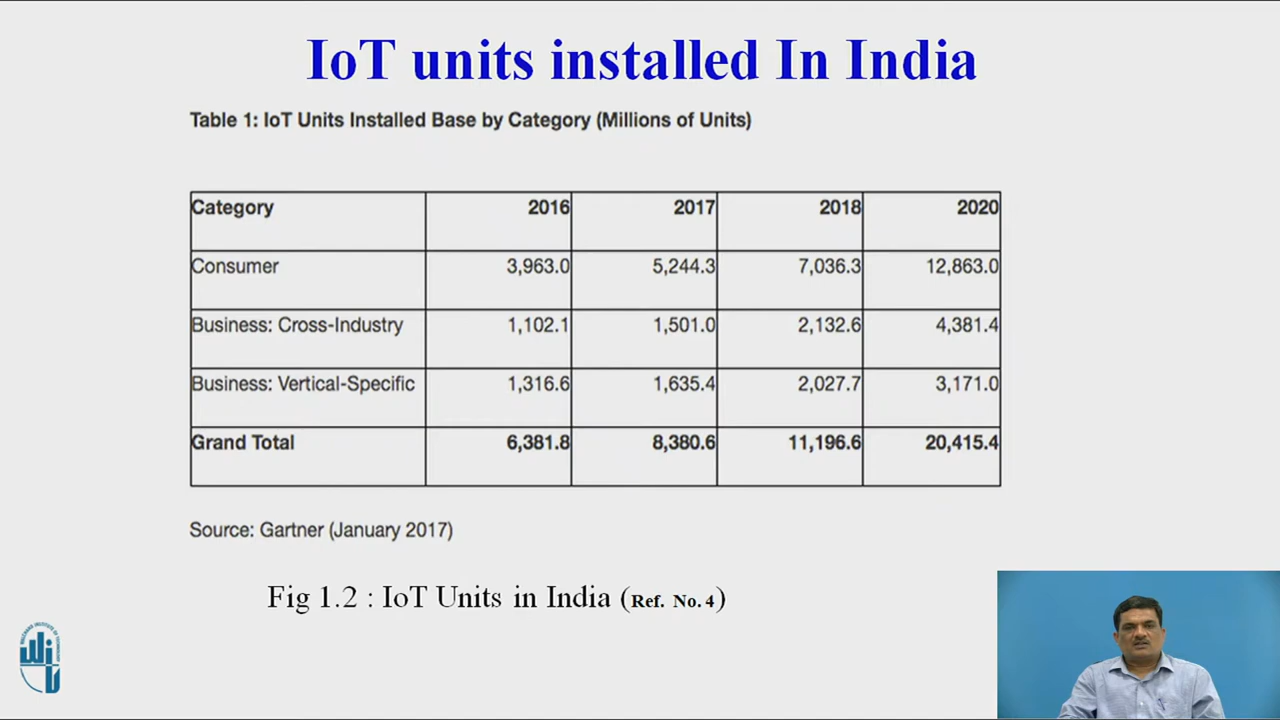 IoT units installed In India
Table 1: IoT Units Installed Base by Category (Millions of Units)
Category 2016 2017 2018 2020
Consumer 3,963.0 5,244.3 7,036.3 12,863.0
Business: Cross-Industry 1,102.1 1,501.0 2,132.6 4,381.4
Business: Vertical-Specific 1,316.6 1,635.4 2,027.7 3,171.0
Grand Total 6,381.8 8,380.6 11,196.6 20,415.4
Source: Gartner (January 2017)
Fig 1.2 : IoT Units in India (Ref. No. 4)